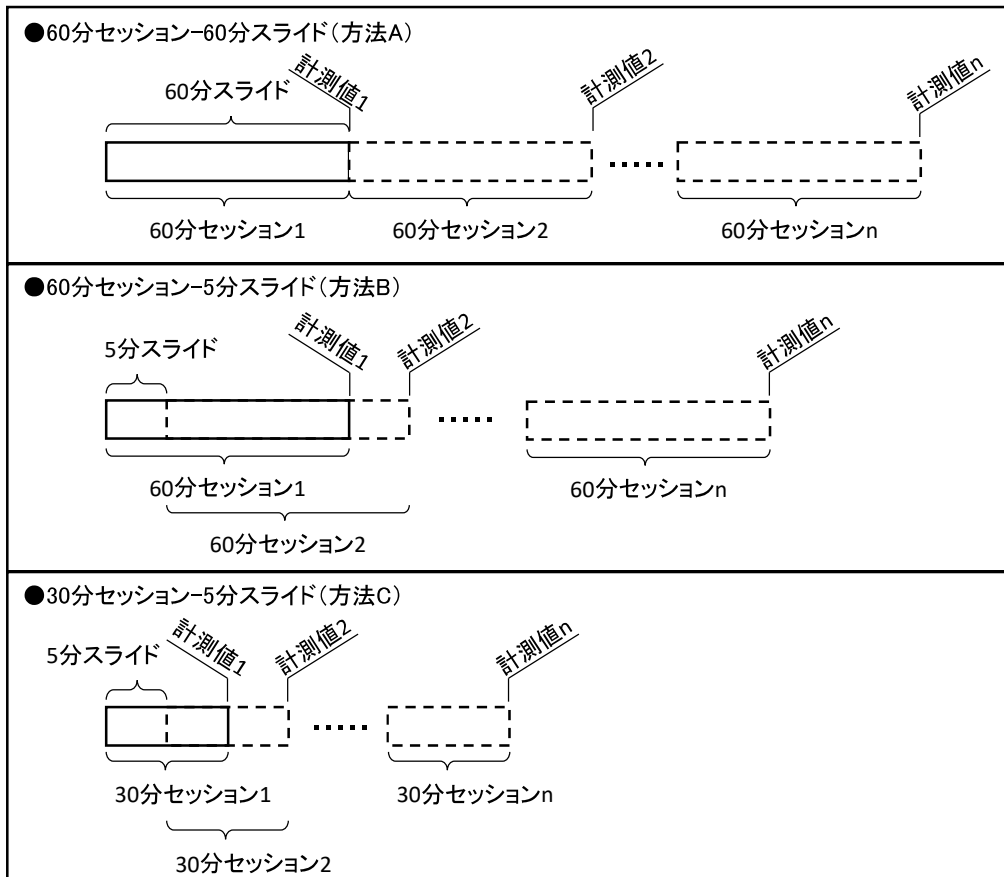 ●60分セッション−60分スライド（方法A）
60分スライド
計測値1
計測値2
計測値n
60分セッション1
60分セッション2
60分セッションn
●60分セッション−5分スライド（方法B）
5分スライド
計測値1
計測値2
計測値n
60分セッション1
60分セッションn
60分セッション2
●30分セッション−5分スライド（方法C）
5分スライド
計測値1
計測値2
計測値n
30分セッション1
30分セッションn
30分セッション2